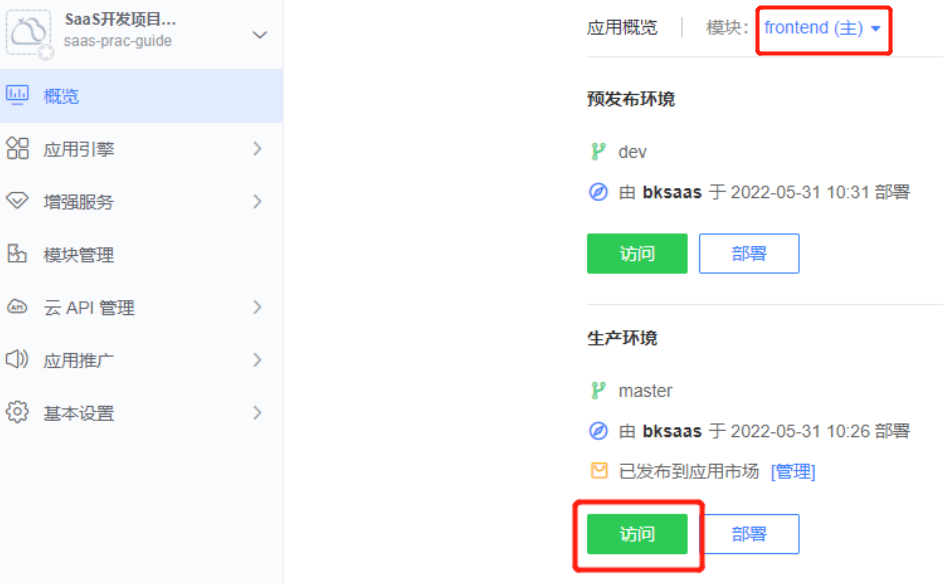 SaaS开发项目...
saas-prac-guide
概览
应用引擎
增强服务
模块管理
API
云 API 管理
应用推广
基本设置
应用概览
模块：
frontend (主)
预发布环境
dev
由 bksaas 于 2022-05-31 10:31 部署
访问
部署
生产环境
master
由 bksaas 于 2022-05-31 10:26 部署
已发布到应用市场 [管理]
访问
部署